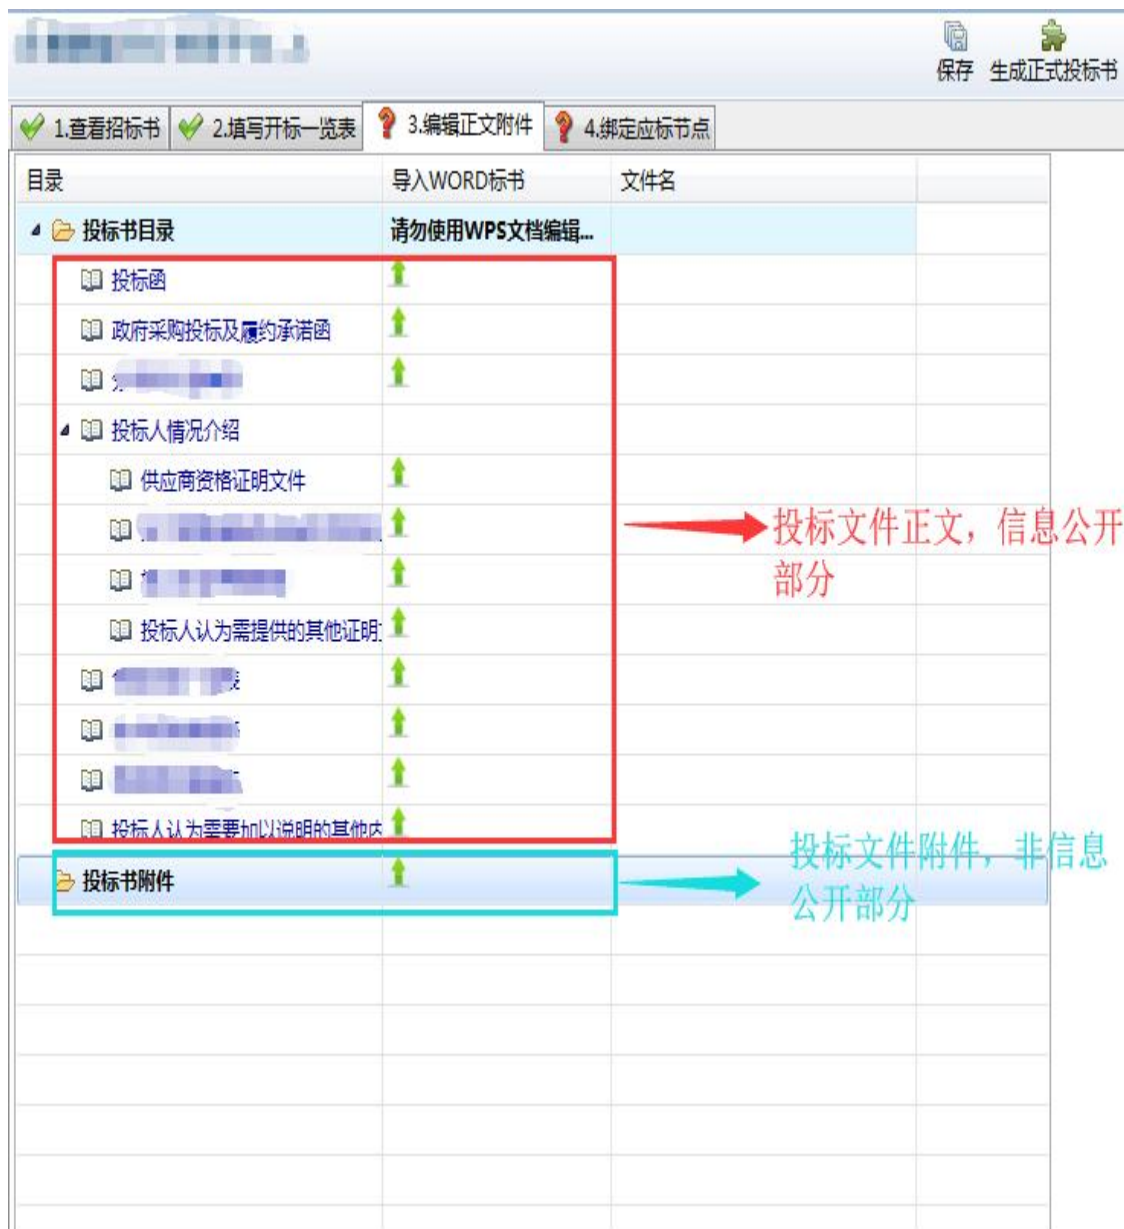 保存 生成正式投标书
1.查看招标书 2.填写开标一览表 3.编辑正文附件 4.绑定应标节点
目录 导入WORD标书 文件名
投标书目录 请勿使用WPS文档编辑...
投标函
政府采购投标及履约承诺函
投标人情况介绍
供应商资格证明文件
投标文件正文，信息公开
部分
投标人认为需提供的其他证明
投标人认为需要加以说明的其他内
投标文件附件，非信息
公开部分
投标书附件